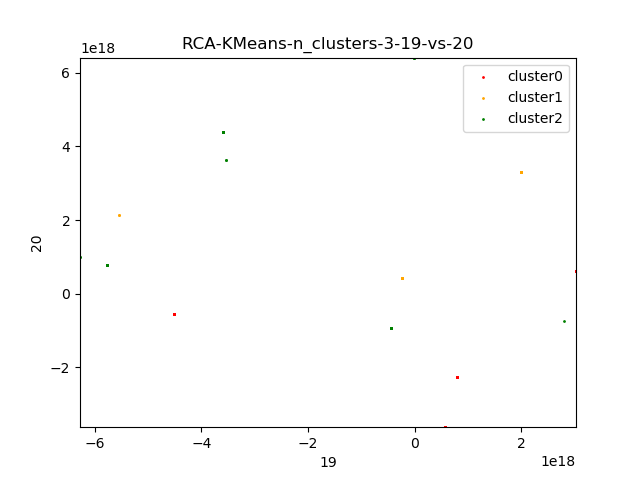 RCA-KMeans-n_clusters-3-19-vs-20
1e18
cluster0
cluster1
cluster2
6
4
2
0
−2
20
−6
−4
−2
0
2
19
1e18